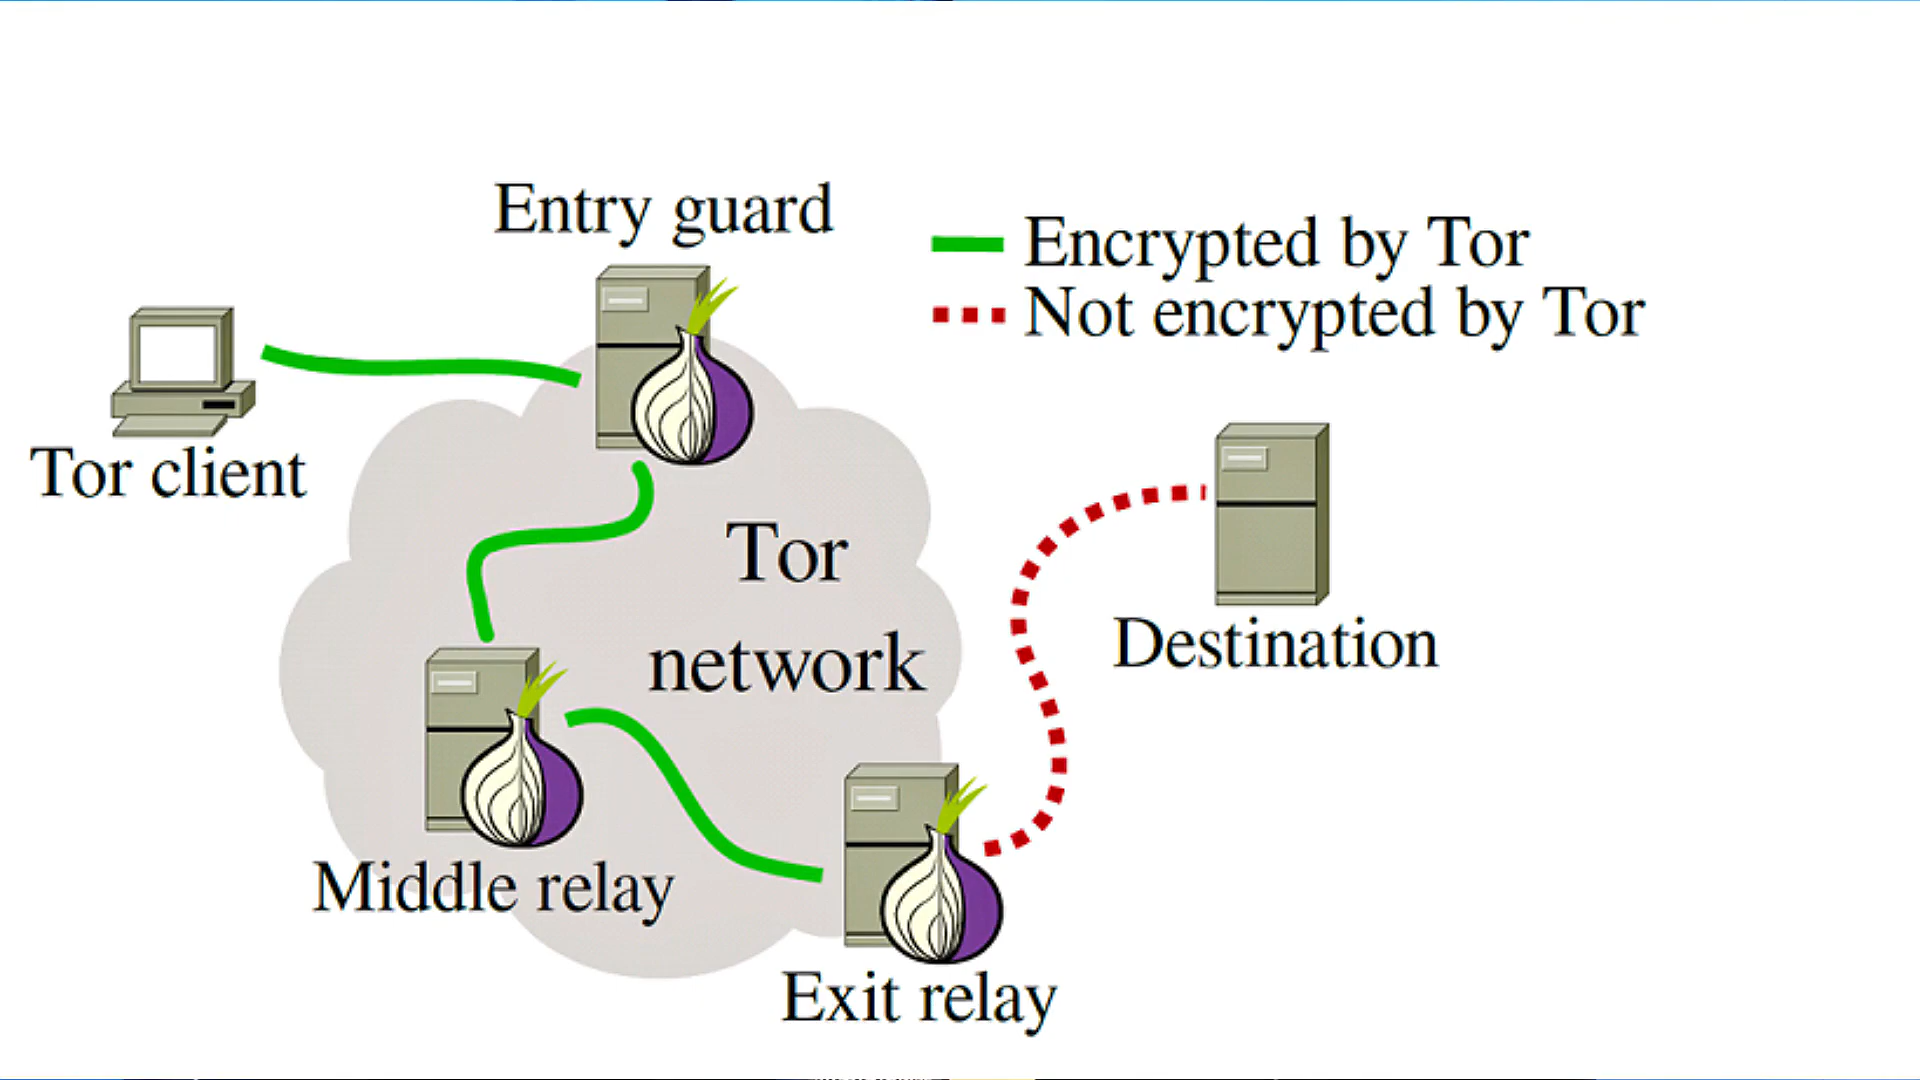 Entry guard
Encrypted by Tor
Not encrypted by Tor
Tor client
Tor
network
Destination
Middle relay
Exit relay